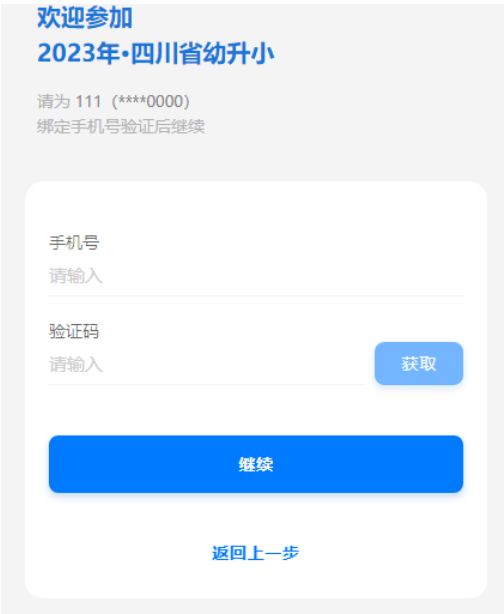 欢迎参加
2023年·四川省幼升小
请为 111（****0000）
绑定手机号验证后继续
手机号
请输入
验证码
请输入
获取
继续
返回上一步